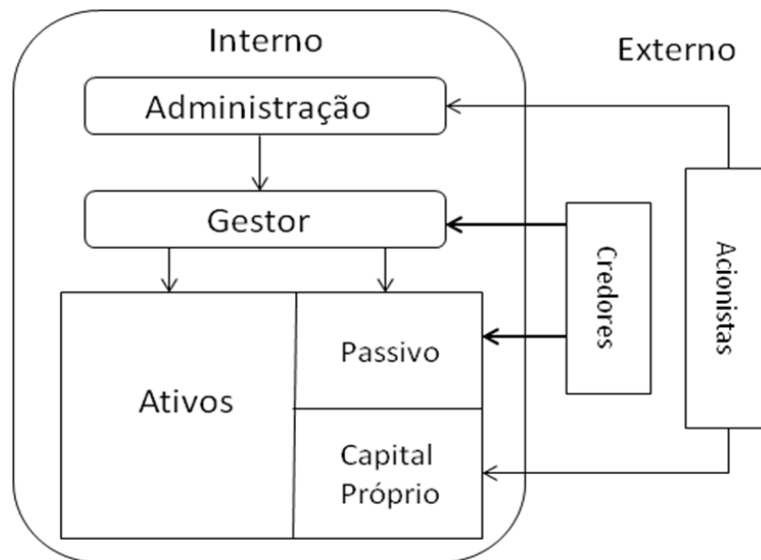 Interno
Externo
Administração
Gestor
Credores
Acionistas
Passivo
Ativos
Capital
Próprio